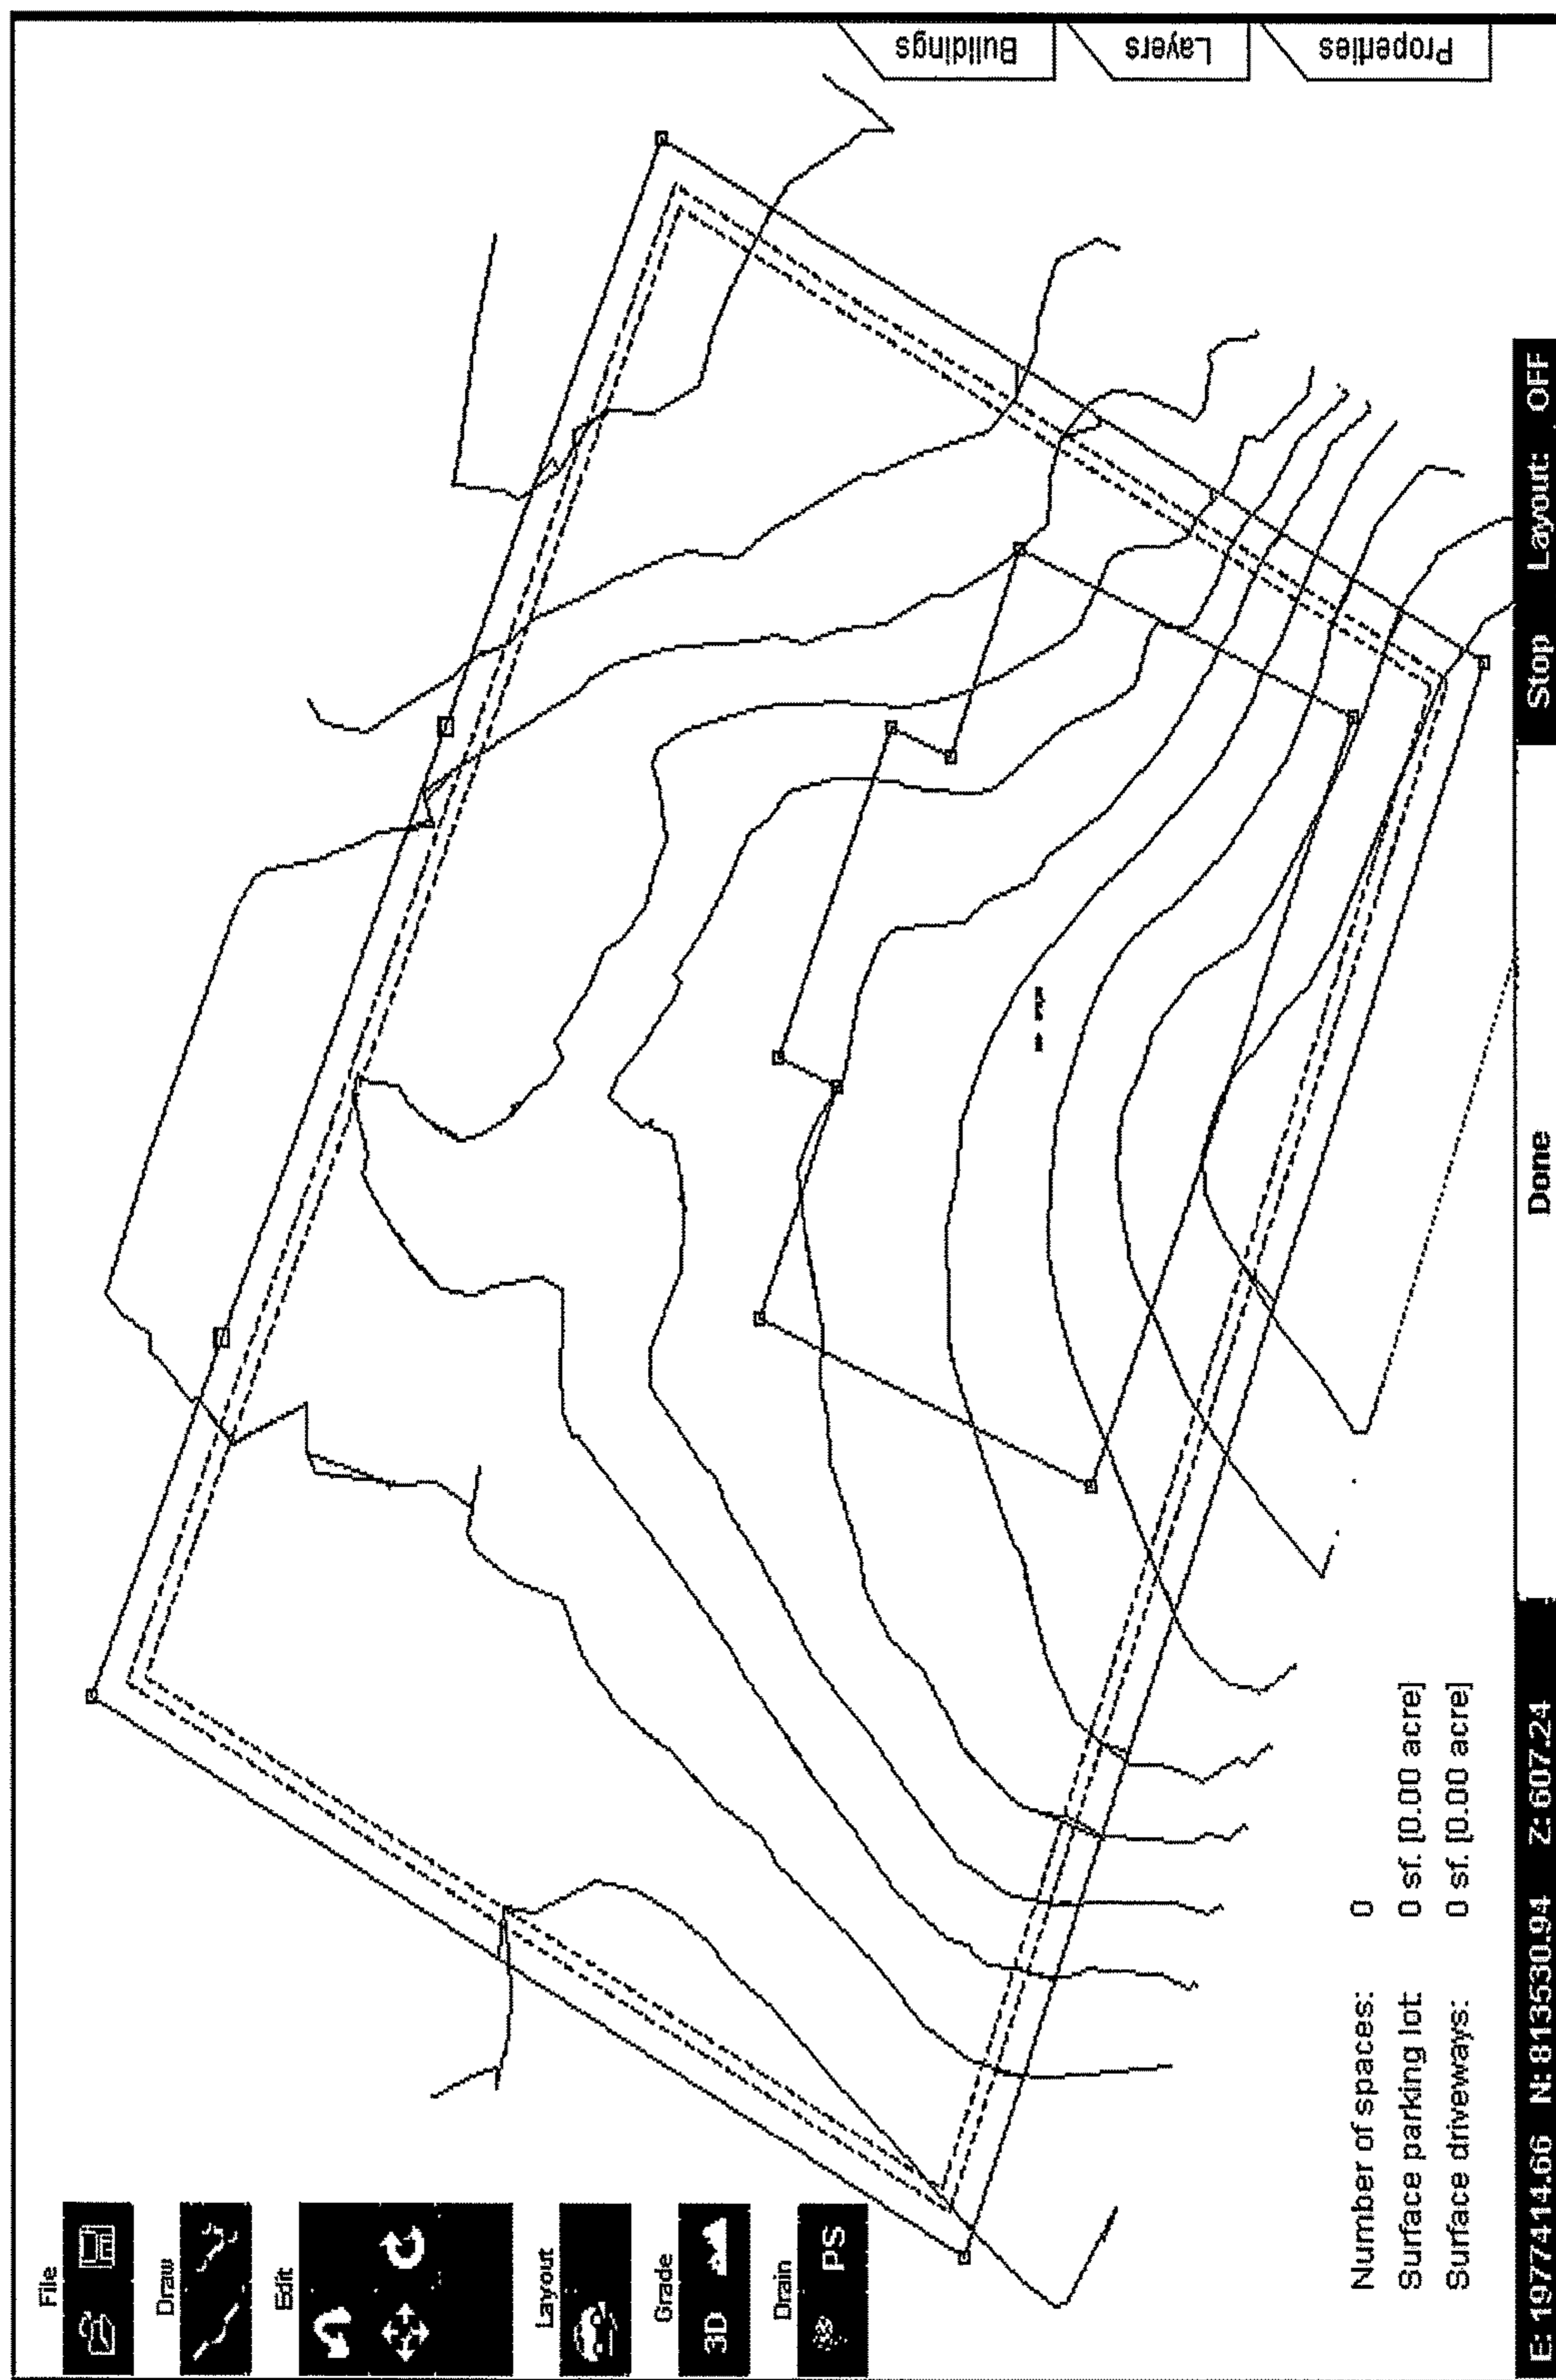 File
Draw
Edit
Layout
Grade
3D
Drain
PS
Buildings
Layers
Properties
Number of spaces: 0
Surface parking lot: 0 sf. [0.00 acre]
Surface driveways: 0 sf. [0.00 acre]
E: 1977414.66 N: 813530.94 Z: 607.24 Done Stop Layout: OFF